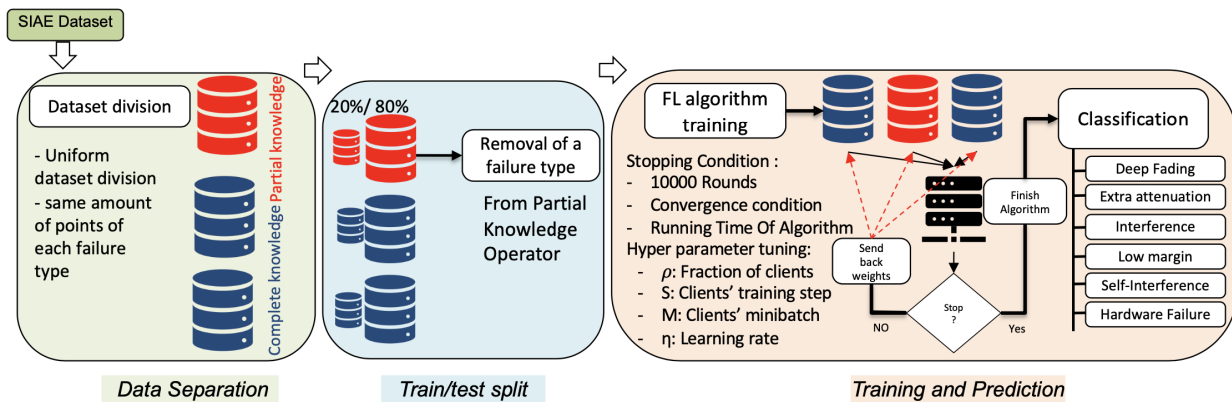 SIAE Dataset
Dataset division
- Uniform
dataset division
- same amount
of points of
each failure
type
Partial knowledge
Complete knowledge
Data Separation
20%/ 80%
Removal of a
failure type
From Partial
Knowledge
Operator
Train/test split
FL algorithm
training
Stopping Condition :
- 10000 Rounds
- Convergence condition
- Running Time Of Algorithm
Hyper parameter tuning:
- ρ: Fraction of clients
- S: Clients' training step
- M: Clients' minibatch
- η: Learning rate
Send
back
weights
Finish
Algorithm
Stop
?
NO
Yes
Classification
Deep Fading
Extra attenuation
Interference
Low margin
Self-Interference
Hardware Failure
Training and Prediction